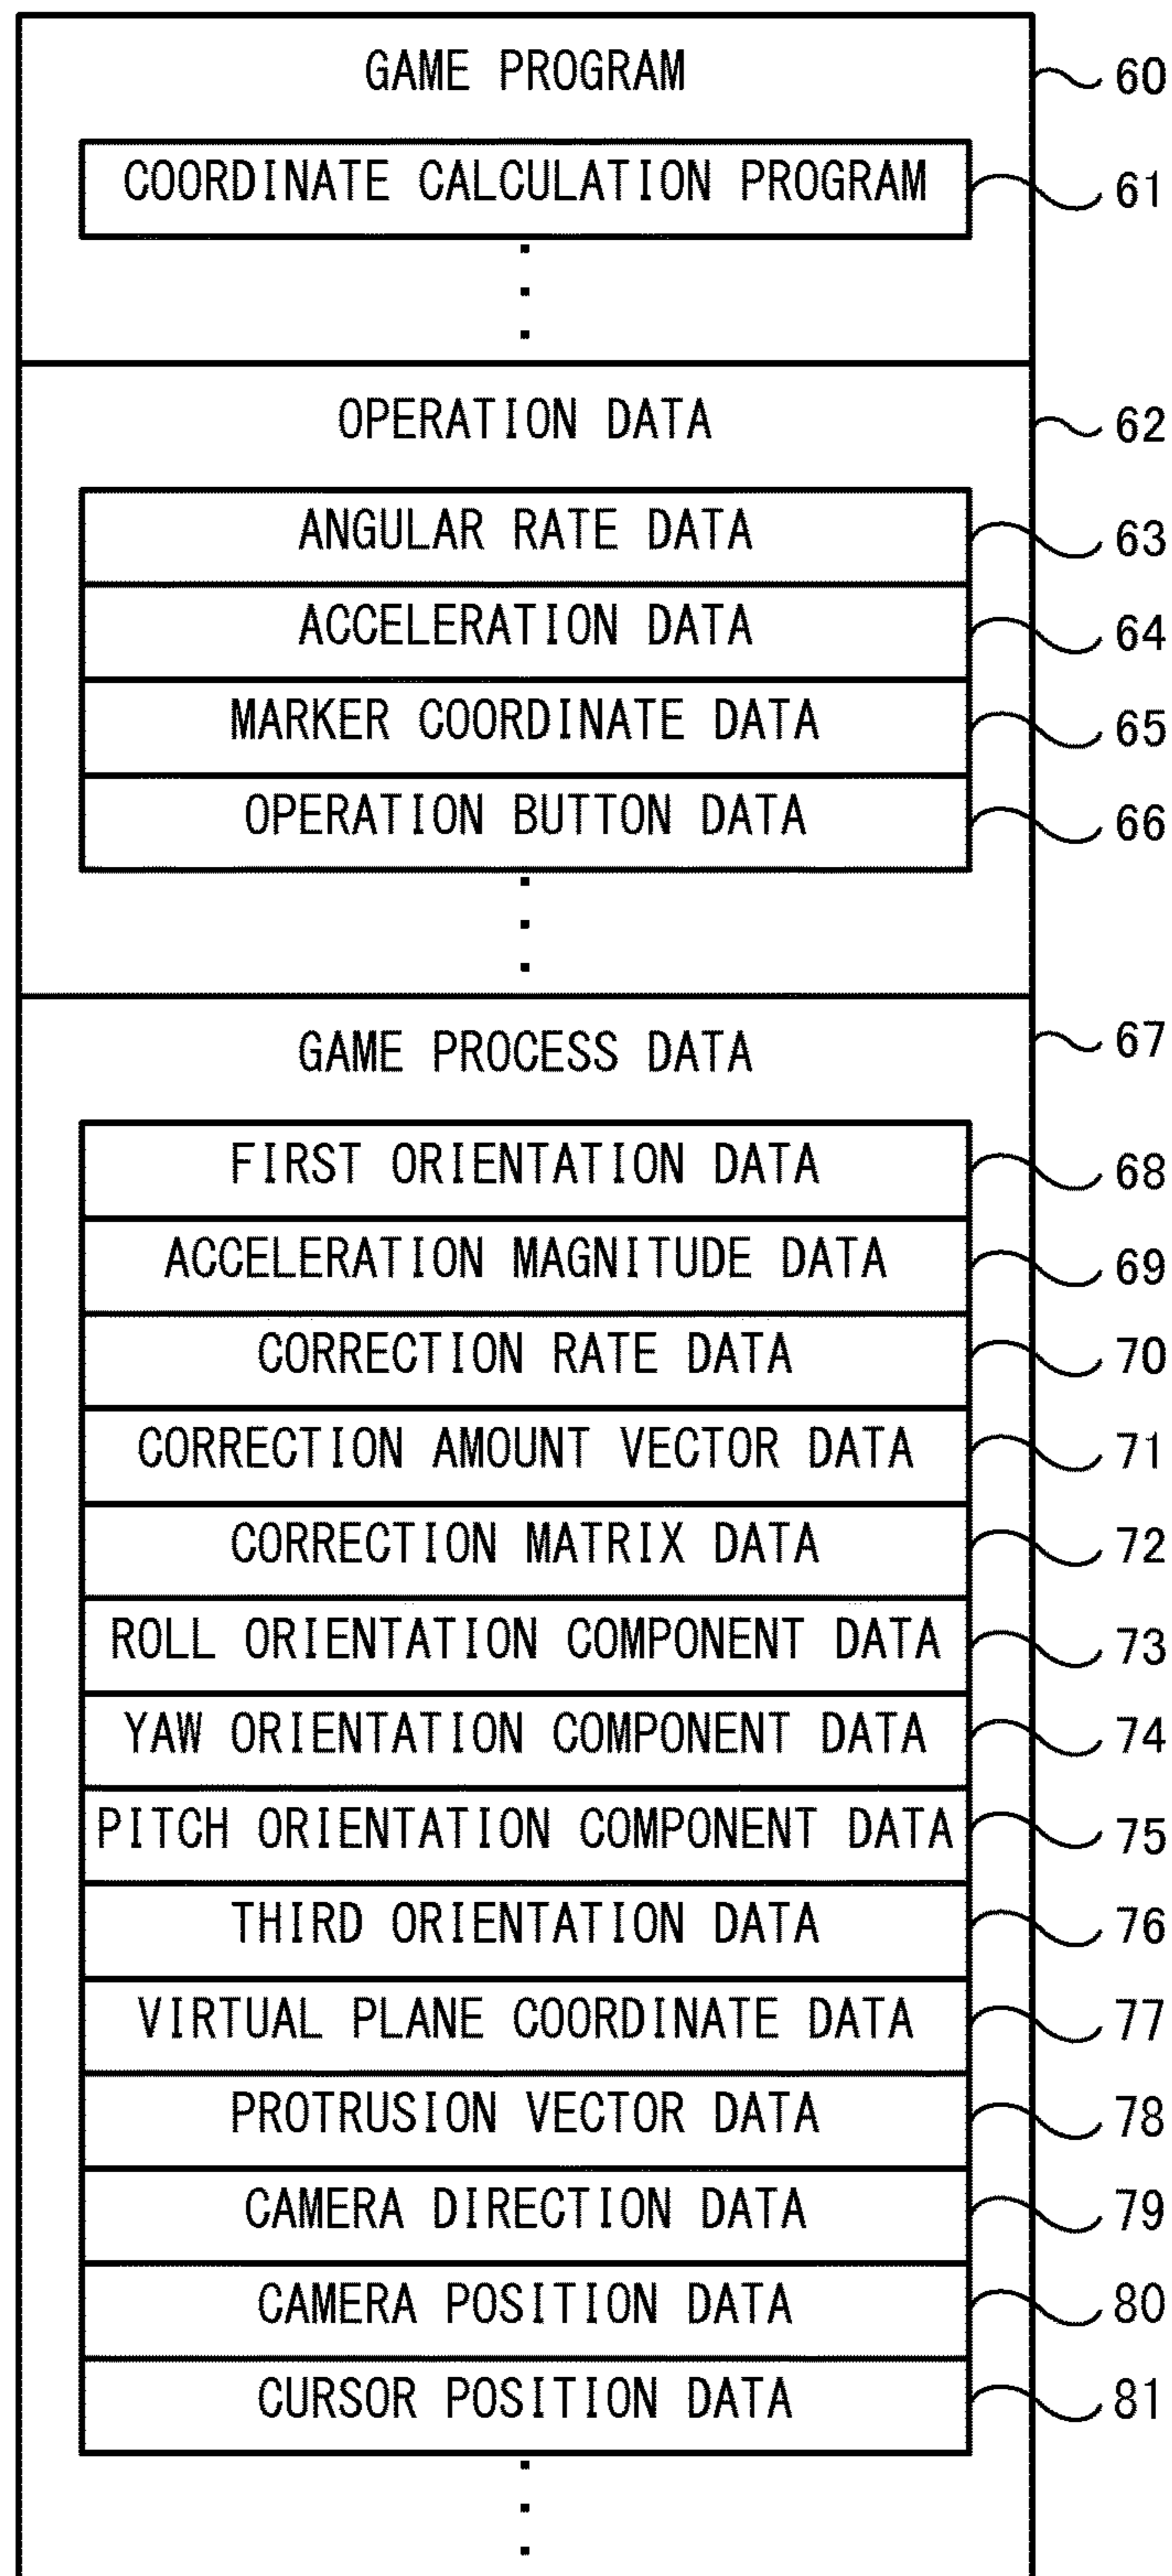 GAME PROGRAM 60
COORDINATE CALCULATION PROGRAM 61
OPERATION DATA 62
ANGULAR RATE DATA 63
ACCELERATION DATA 64
MARKER COORDINATE DATA 65
OPERATION BUTTON DATA 66
GAME PROCESS DATA 67
FIRST ORIENTATION DATA 68
ACCELERATION MAGNITUDE DATA 69
CORRECTION RATE DATA 70
CORRECTION AMOUNT VECTOR DATA 71
CORRECTION MATRIX DATA 72
ROLL ORIENTATION COMPONENT DATA 73
YAW ORIENTATION COMPONENT DATA 74
PITCH ORIENTATION COMPONENT DATA 75
THIRD ORIENTATION DATA 76
VIRTUAL PLANE COORDINATE DATA 77
PROTRUSION VECTOR DATA 78
CAMERA DIRECTION DATA 79
CAMERA POSITION DATA 80
CURSOR POSITION DATA 81